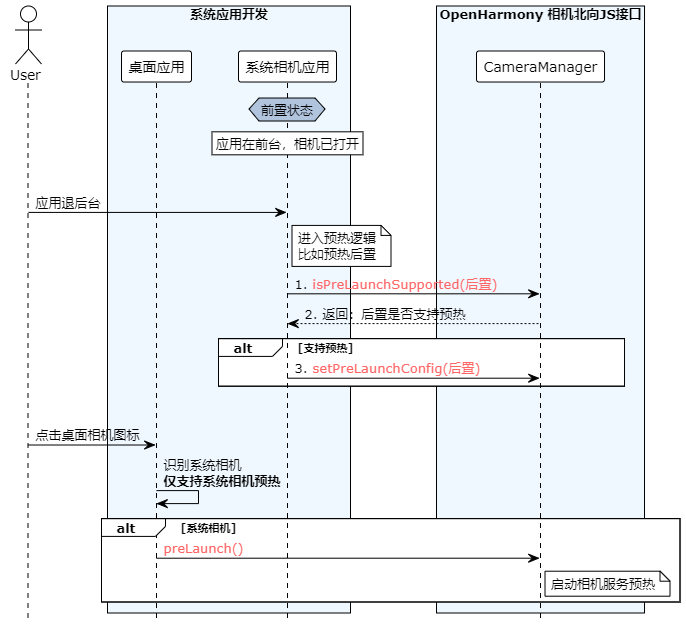 系统应用开发
OpenHarmony 相机北向JS接口
User
桌面应用
系统相机应用
CameraManager
前置状态
应用在前台，相机已打开
应用退后台
进入预热逻辑
比如预热后置
1. isPreLaunchSupported(后置)
2. 返回：后置是否支持预热
alt
[支持预热]
3. setPreLaunchConfig(后置)
点击桌面相机图标
识别系统相机
仅支持系统相机预热
alt
[系统相机]
preLaunch()
启动相机服务预热